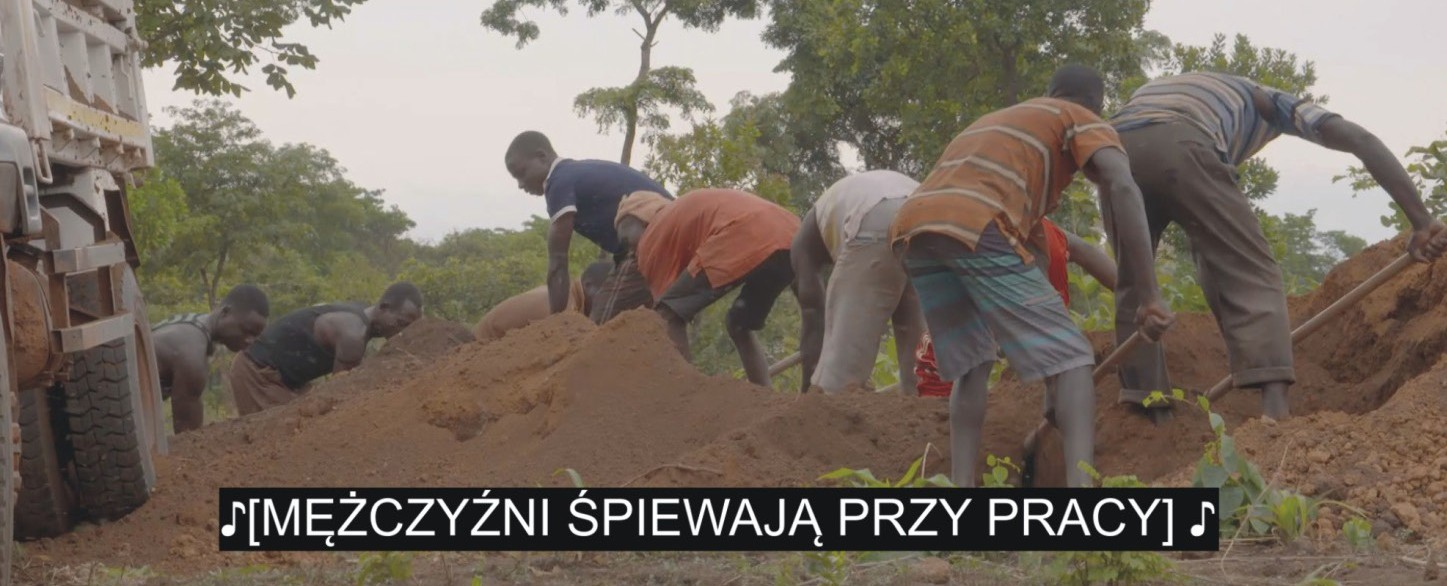 ♪[MĘŻCZYŹNI ŚPIEWAJĄ PRZY PRACY] ♪